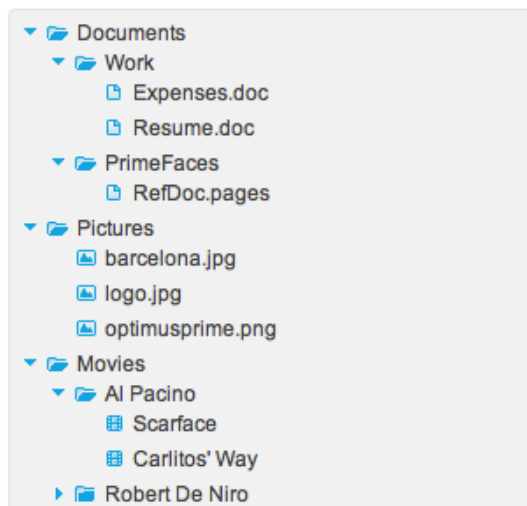 Documents
Work
Expenses.doc
Resume.doc
PrimeFaces
RefDoc.pages
Pictures
barcelona.jpg
logo.jpg
optimusprime.png
Movies
Al Pacino
Scarface
Carlitos' Way
Robert De Niro